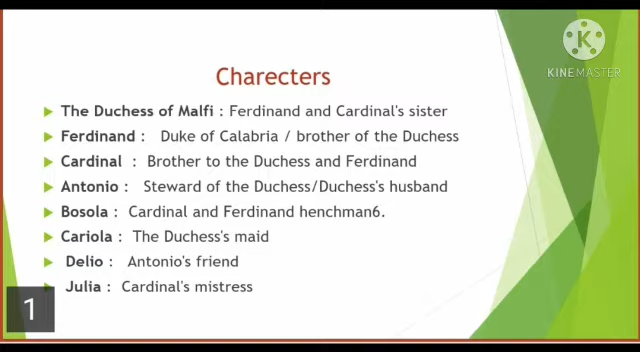 KINEMASTER
Charecters
The Duchess of Malfi : Ferdinand and Cardinal's sister
Ferdinand : Duke of Calabria / brother of the Duchess
Cardinal : Brother to the Duchess and Ferdinand
Antonio : Steward of the Duchess/Duchess's husband
Bosola : Cardinal and Ferdinand henchman6.
Cariola : The Duchess's maid
Delio : Antonio's friend
Julia : Cardinal's mistress
1